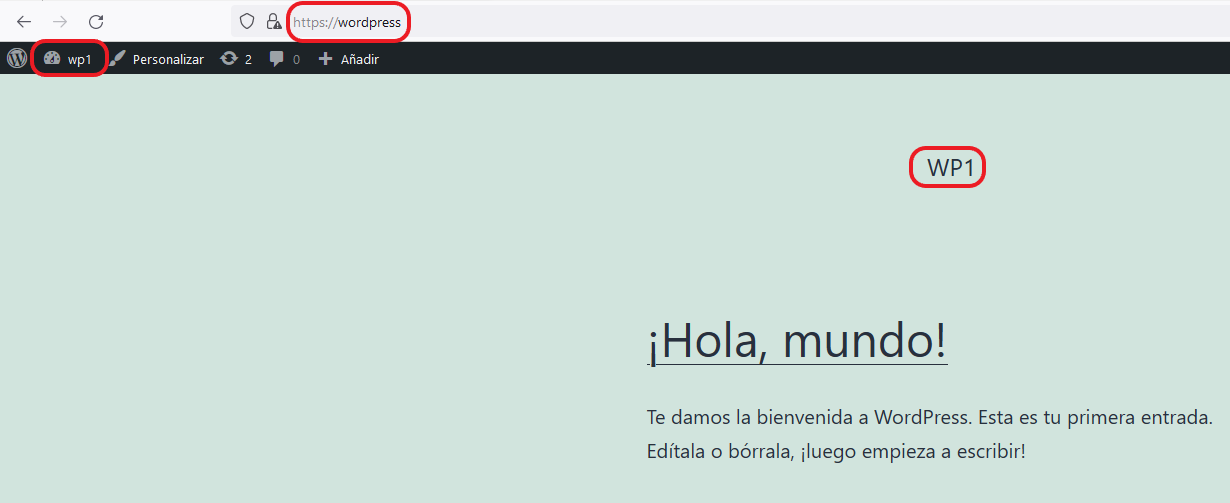 https://wordpress
wp1 Personalizar 2 0 Añadir
WP1
¡Hola, mundo!
Te damos la bienvenida a WordPress. Esta es tu primera entrada.
Edítala o bórrala, ¡luego empieza a escribir!